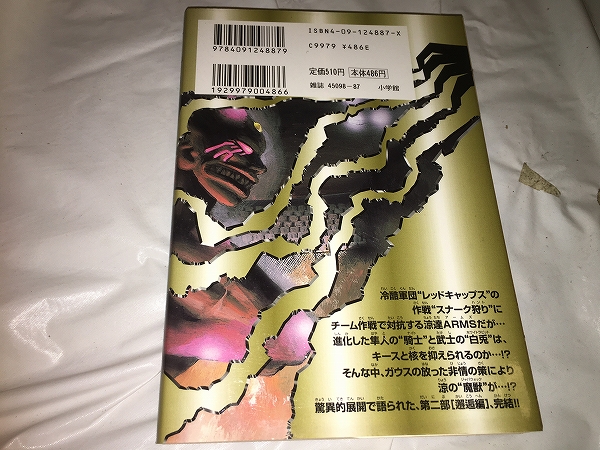 ISBN4-09-124887-X
C9979 ¥486E
9784091248879
1929979004866
定価510円 本体486円
雑誌 45098-87 小学館
冷酷軍団“レッドキャップス”の
作戦“スナーク狩り”に
チーム作戦で対抗する涼達ARMSだが…
進化した隼人の“騎士”と武士の“白兎”は、
キースと核を抑えられるのか…!?
そんな中、ガウスの放った非情の策により
涼の“魔獣”が…!?
驚異的展開で語られた、第二部[邂逅編]、完結!!